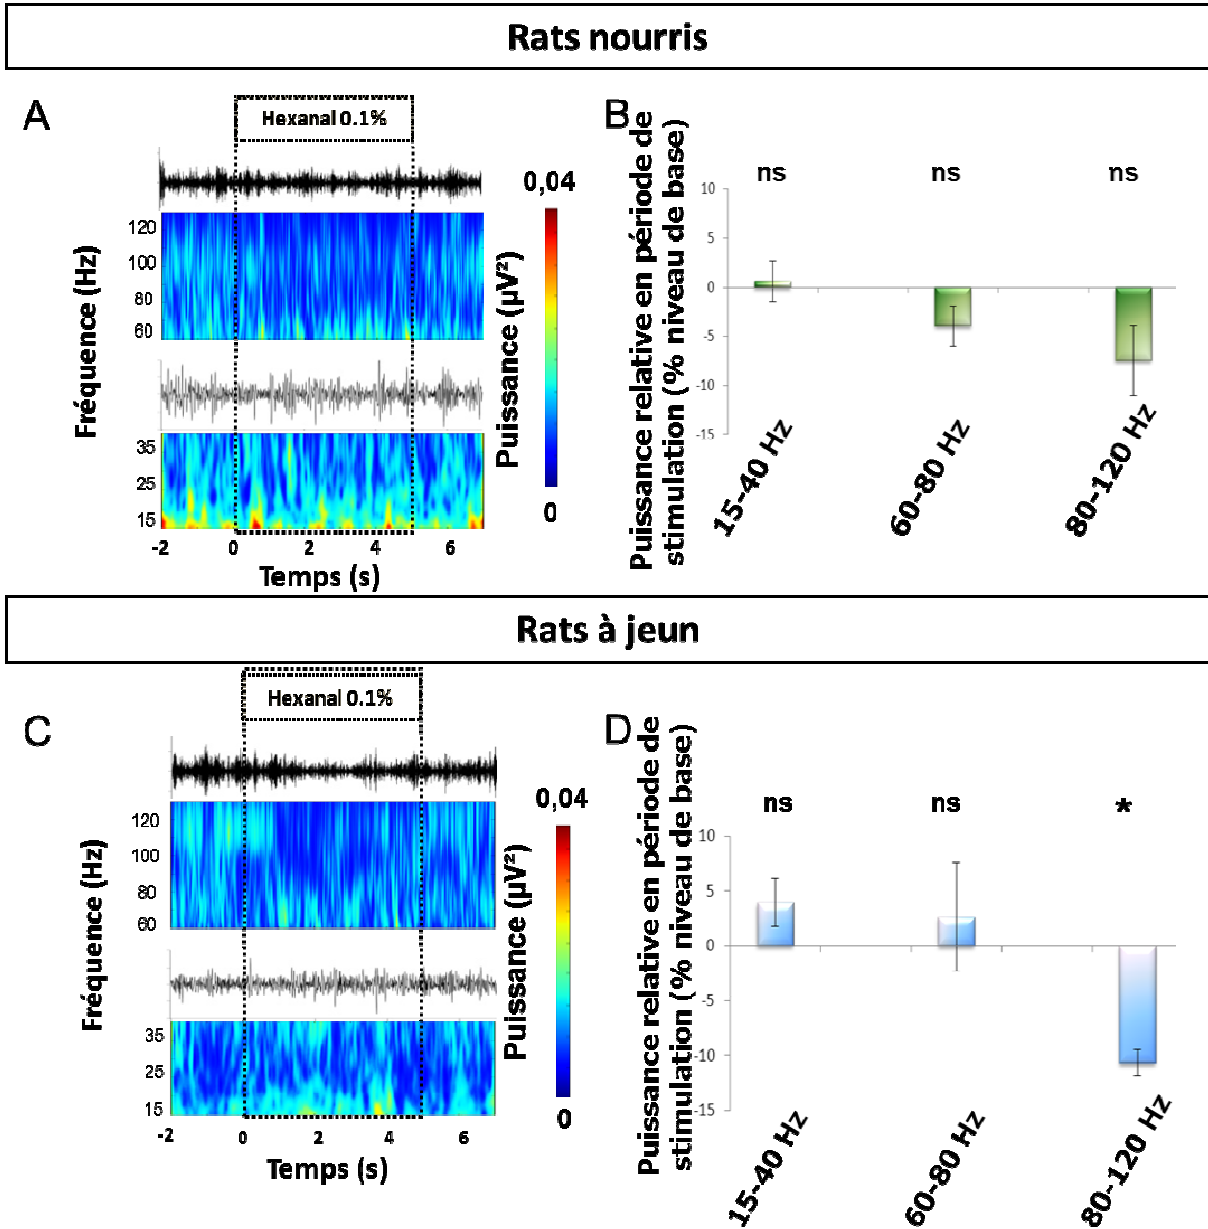 Rats nourris
A
Hexanal 0.1%
0,04
120
100
80
60
Fréquence (Hz)
35
25
15
Puissance (µV²)
0
-2 0 2 4 6
Temps (s)
B
Puissance relative en période de
stimulation (% niveau de base)
ns ns ns
10
5
0
-5
-10
-15
15-40 Hz
60-80 Hz
80-120 Hz
Rats à jeun
C
Hexanal 0.1%
0,04
120
100
80
60
Fréquence (Hz)
35
25
15
Puissance (µV²)
0
-2 0 2 4 6
Temps (s)
D
Puissance relative en période de
stimulation (% niveau de base)
ns ns *
10
5
0
-5
-10
-15
15-40 Hz
60-80 Hz
80-120 Hz